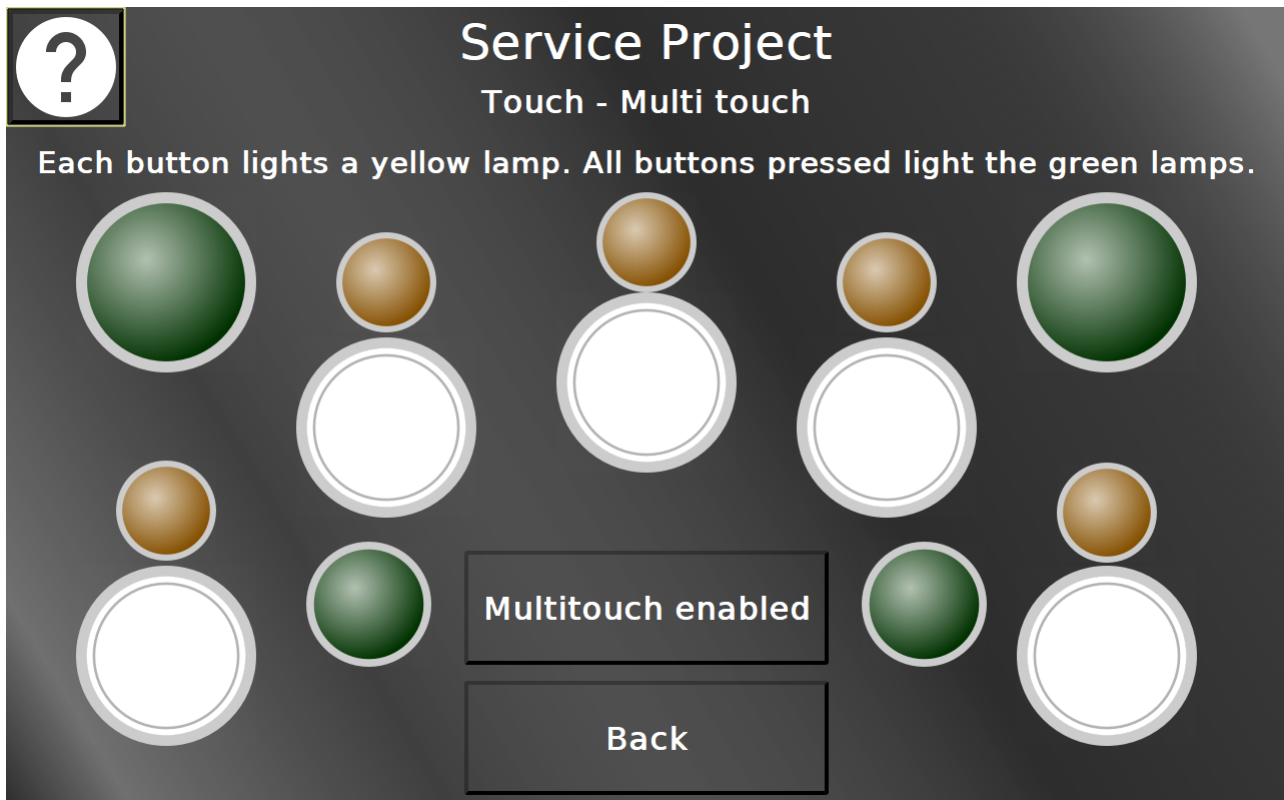 ?
Service Project
Touch - Multi touch
Each button lights a yellow lamp. All buttons pressed light the green lamps.
Multitouch enabled
Back